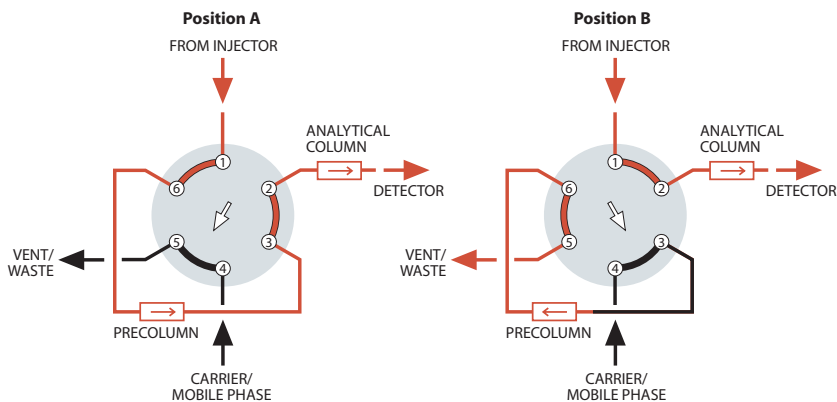 Position A
FROM INJECTOR
ANALYTICAL
COLUMN
DETECTOR
1
2
3
4
5
6
VENT/
WASTE
PRECOLUMN
CARRIER/
MOBILE PHASE
Position B
FROM INJECTOR
ANALYTICAL
COLUMN
DETECTOR
1
2
3
4
5
6
VENT/
WASTE
PRECOLUMN
CARRIER/
MOBILE PHASE